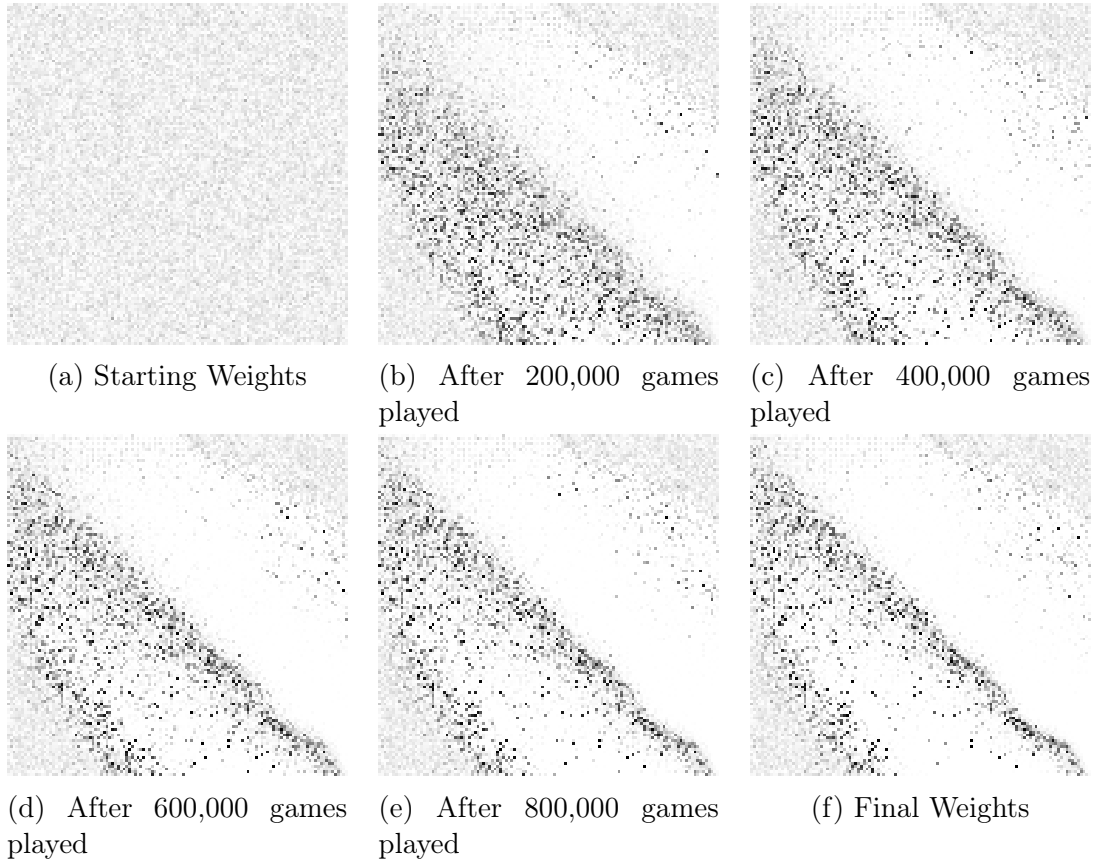 (a) Starting Weights
(b) After 200,000 games
played
(c) After 400,000 games
played
(d) After 600,000 games
played
(e) After 800,000 games
played
(f) Final Weights